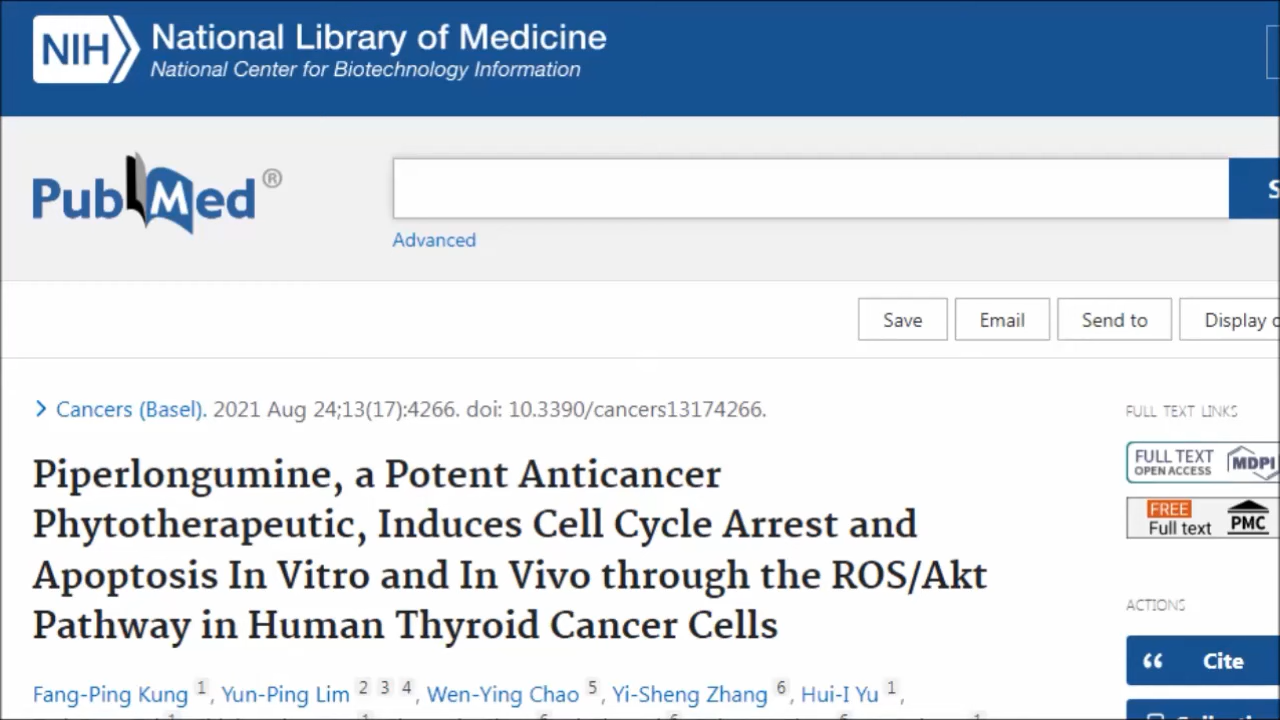 NIH National Library of Medicine
National Center for Biotechnology Information
PubMed®
Advanced
Save Email Send to Display
Cancers (Basel). 2021 Aug 24;13(17):4266. doi: 10.3390/cancers13174266.
FULL TEXT LINKS
Piperlongumine, a Potent Anticancer
Phytotherapeutic, Induces Cell Cycle Arrest and
Apoptosis In Vitro and In Vivo through the ROS/Akt
Pathway in Human Thyroid Cancer Cells
FULL TEXT
OPEN ACCESS
MDPI
FREE
Full text
PMC
ACTIONS
Cite
Fang-Ping Kung 1, Yun-Ping Lim 2 3 4, Wen-Ying Chao 5, Yi-Sheng Zhang 6, Hui-I Yu 1,